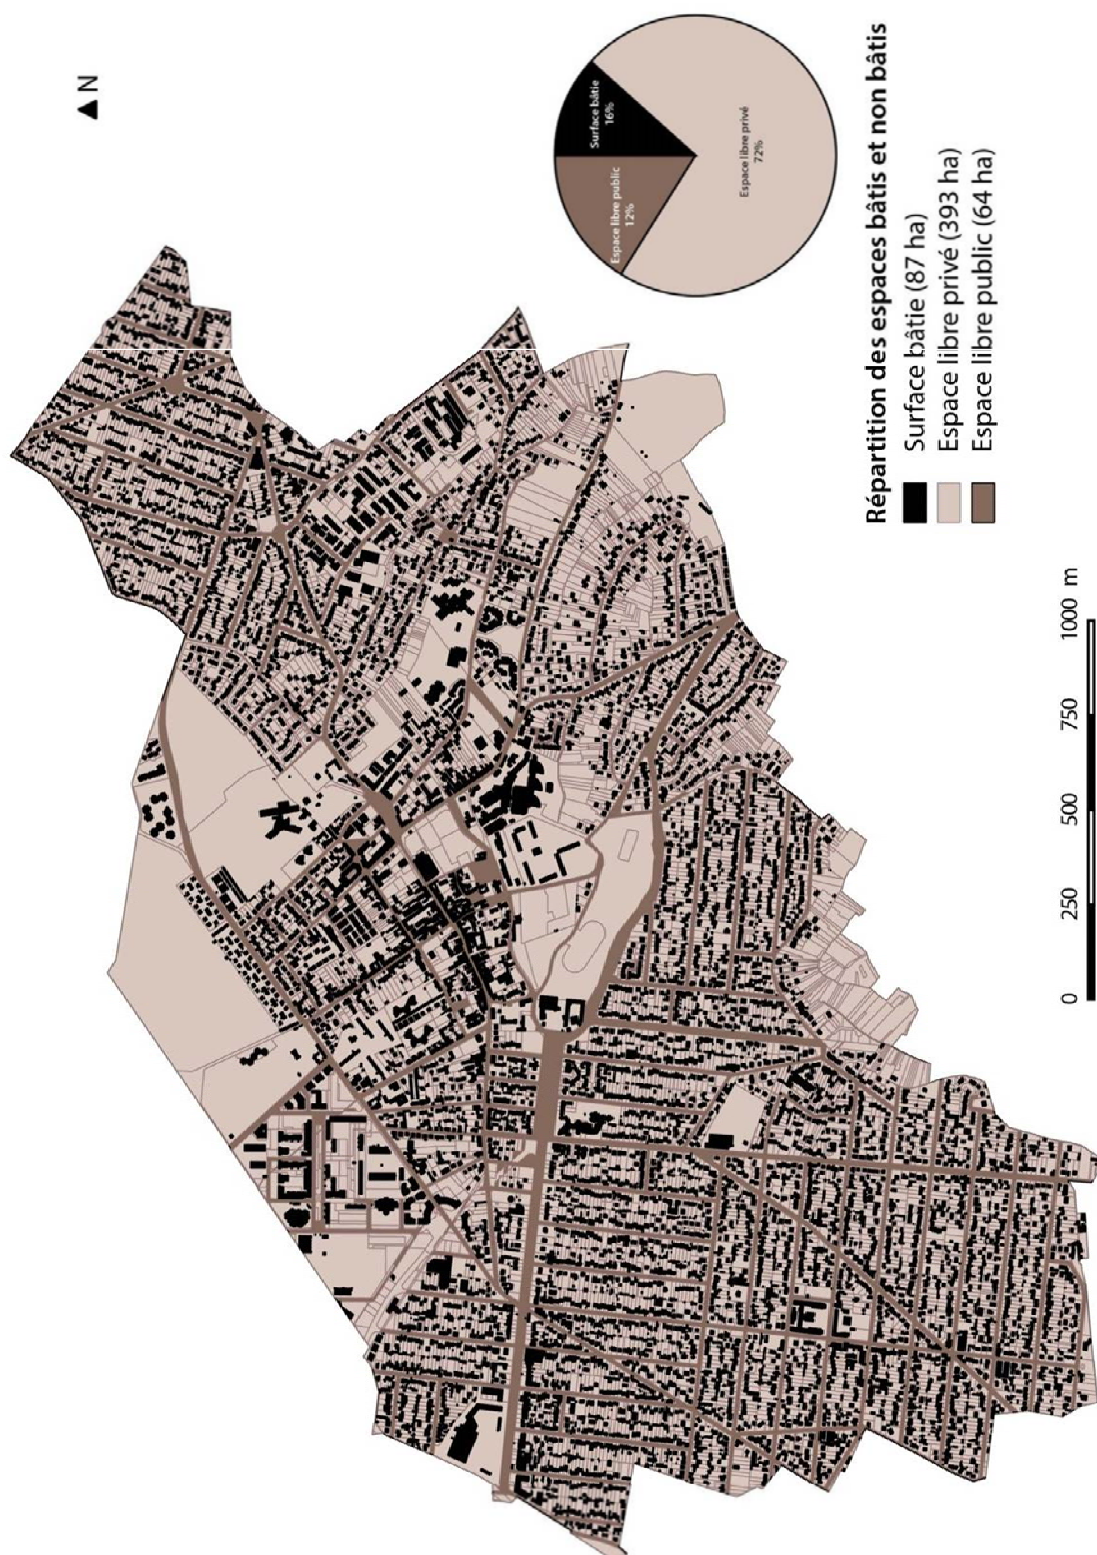 N
Surface bâtie
16%
Espace libre public
12%
Espace libre privé
72%
Répartition des espaces bâtis et non bâtis
Surface bâtie (87 ha)
Espace libre privé (393 ha)
Espace libre public (64 ha)
0 250 500 750 1000 m